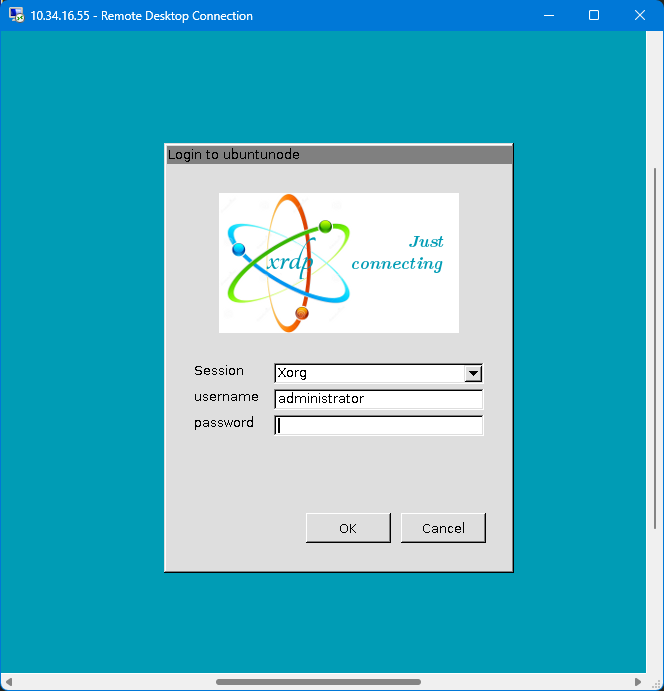 10.34.16.55 - Remote Desktop Connection
Login to ubuntunode
xrdp
Just
connecting
Session
Xorg
username
administrator
password
OK
Cancel